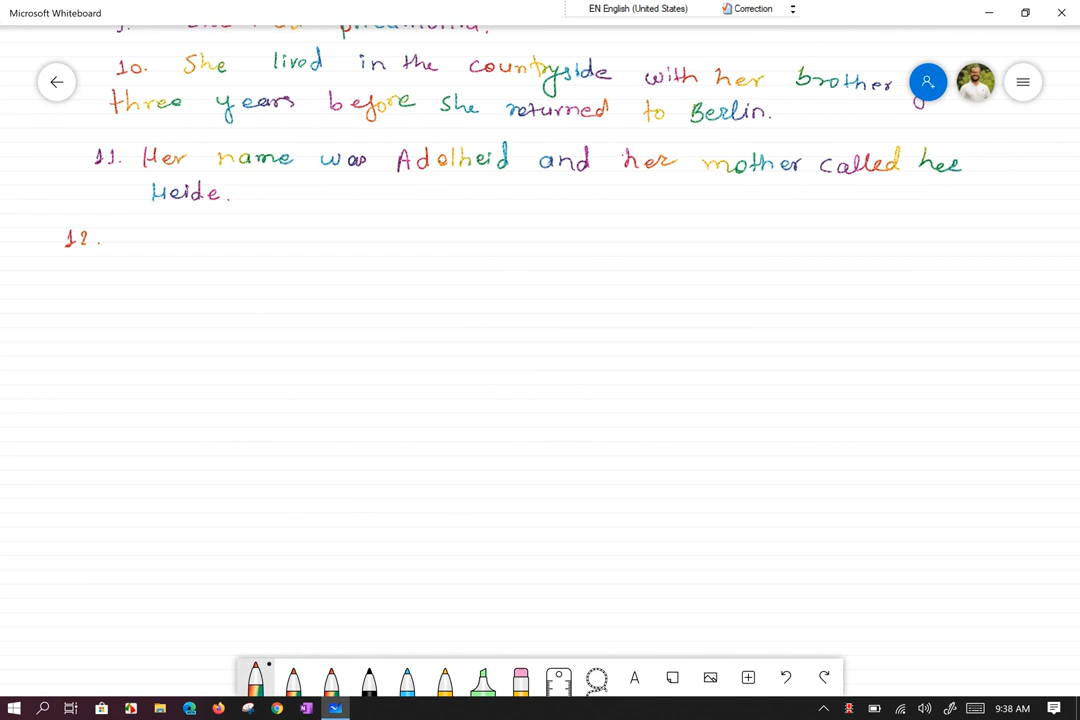 Microsoft Whiteboard
EN English (United States) Correction
pneumonia.
10. She lived in the countryside with her brother
three years before she returned to Berlin.
11. Her name was Adelheid and her mother called her
Heide.
12.
A
9:38 AM